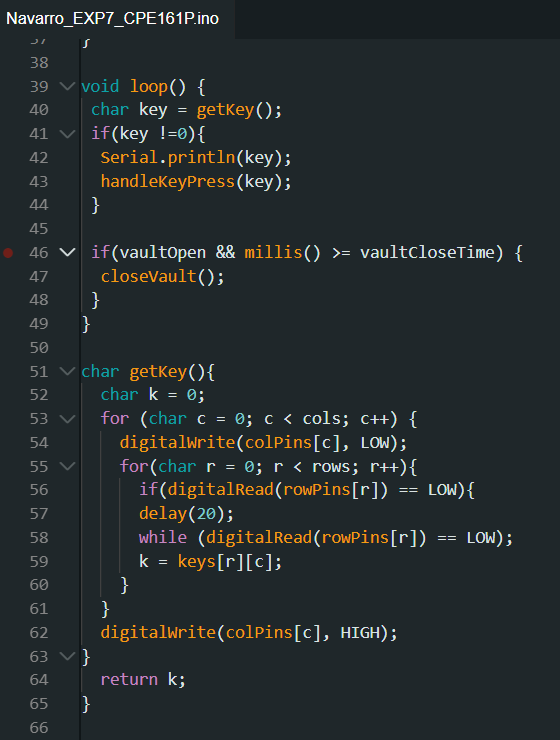 Navarro_EXP7_CPE161P.ino
37 }
38
39 void loop() {
40 char key = getKey();
41 if(key !=0){
42 Serial.println(key);
43 handleKeyPress(key);
44 }
45
46 if(vaultOpen && millis() >= vaultCloseTime) {
47 closeVault();
48 }
49 }
50
51 char getKey(){
52 char k = 0;
53 for (char c = 0; c < cols; c++) {
54 digitalWrite(colPins[c], LOW);
55 for(char r = 0; r < rows; r++){
56 if(digitalRead(rowPins[r]) == LOW){
57 delay(20);
58 while (digitalRead(rowPins[r]) == LOW);
59 k = keys[r][c];
60 }
61 }
62 digitalWrite(colPins[c], HIGH);
63 }
64 return k;
65 }
66